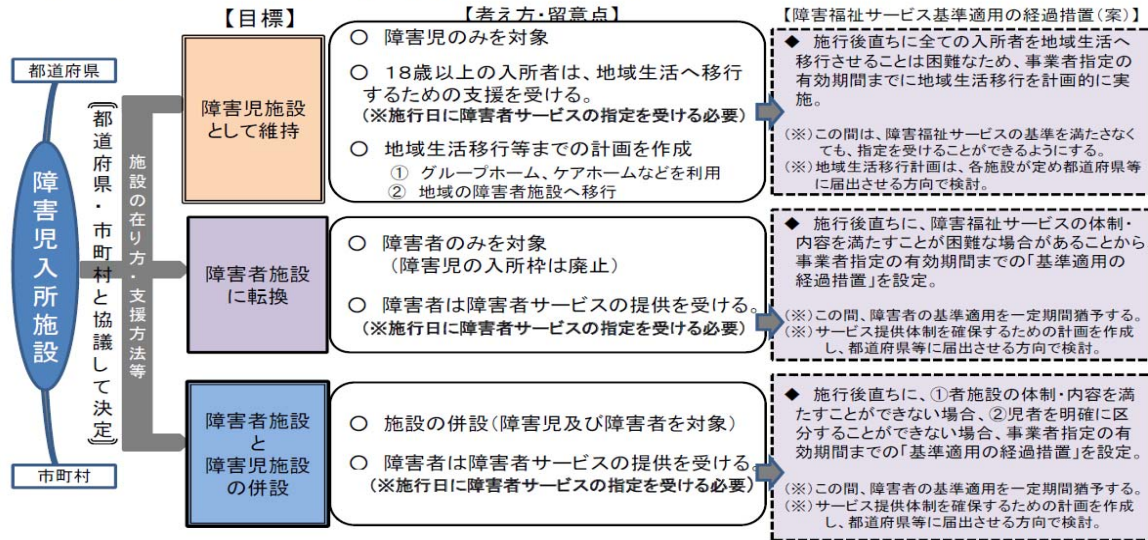 【目標】
【考え方・留意点】
【障害福祉サービス基準適用の経過措置(案)】
都道府県
障害児入所施設
市町村
都道府県・市町村と協議して決定
施設の在り方・支援方法等
障害児施設
として維持
○ 障害児のみを対象
○ 18歳以上の入所者は、地域生活へ移行
するための支援を受ける。
(※施行日に障害者サービスの指定を受ける必要)
○ 地域生活移行等までの計画を作成
① グループホーム、ケアホームなどを利用
② 地域の障害者施設へ移行
◆ 施行後直ちに全ての入所者を地域生活へ
移行させることは困難なため、事業者指定の
有効期間までに地域生活移行を計画的に実
施。
(※)この間は、障害福祉サービスの基準を満たさなく
ても、指定を受けることができるようにする。
(※)地域生活移行計画は、各施設が定め都道府県等
に届出させる方向で検討。
障害者施設
に転換
○ 障害者のみを対象
(障害児の入所枠は廃止)
○ 障害者は障害者サービスの提供を受ける。
(※施行日に障害者サービスの指定を受ける必要)
◆ 施行後直ちに、障害福祉サービスの体制・
内容を満たすことが困難な場合があることから
事業者指定の有効期間までの「基準適用の
経過措置」を設定。
(※)この間、障害者の基準適用を一定期間猶予する。
(※)サービス提供体制を確保するための計画を作成
し、都道府県等に届出させる方向で検討。
障害者施設
と
障害児施設
の併設
○ 施設の併設(障害児及び障害者を対象)
○ 障害者は障害者サービスの提供を受ける。
(※施行日に障害者サービスの指定を受ける必要)
◆ 施行後直ちに、①者施設の体制・内容を満
たすことができない場合、②児者を明確に区
分することができない場合、事業者指定の有
効期間までの「基準適用の経過措置」を設定。
(※)この間、障害者の基準適用を一定期間猶予する。
(※)サービス提供体制を確保するための計画を作成
し、都道府県等に届出させる方向で検討。